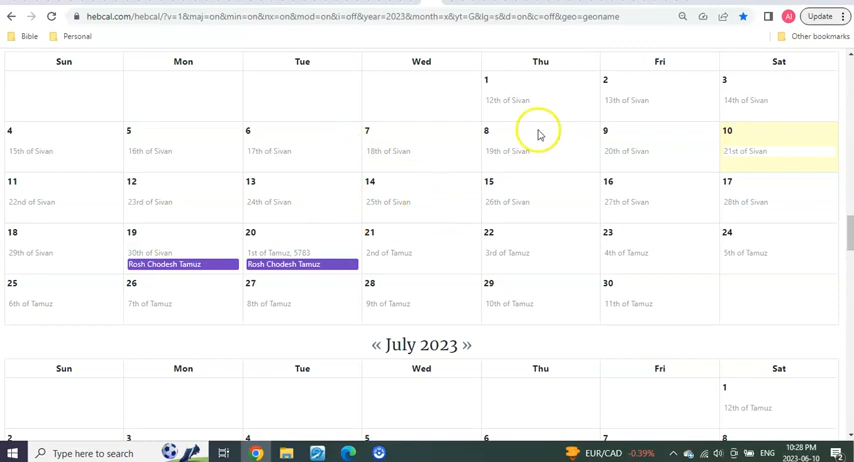 hebcal.com/hebcal/?v=1&maj=on&min=on&nx=on&mod=on&i=off&year=2023&month=x&yt=G&lg=s&d=on&c=off&geo=geoname
AI
Update
Bible
Personal
Other bookmarks
Sun Mon Tue Wed Thu Fri Sat
1 2 3
12th of Sivan 13th of Sivan 14th of Sivan
4 5 6 7 8 9 10
15th of Sivan 16th of Sivan 17th of Sivan 18th of Sivan 19th of Sivan 20th of Sivan 21st of Sivan
11 12 13 14 15 16 17
22nd of Sivan 23rd of Sivan 24th of Sivan 25th of Sivan 26th of Sivan 27th of Sivan 28th of Sivan
18 19 20 21 22 23 24
29th of Sivan 30th of Sivan 1st of Tamuz, 5783 2nd of Tamuz 3rd of Tamuz 4th of Tamuz 5th of Tamuz
Rosh Chodesh Tamuz Rosh Chodesh Tamuz
25 26 27 28 29 30
6th of Tamuz 7th of Tamuz 8th of Tamuz 9th of Tamuz 10th of Tamuz 11th of Tamuz
« July 2023 »
Sun Mon Tue Wed Thu Fri Sat
1
12th of Tamuz
2 3 4 5 6 7 8
Type here to search
EUR/CAD -0.39%
ENG
10:28 PM
2023-06-10
2